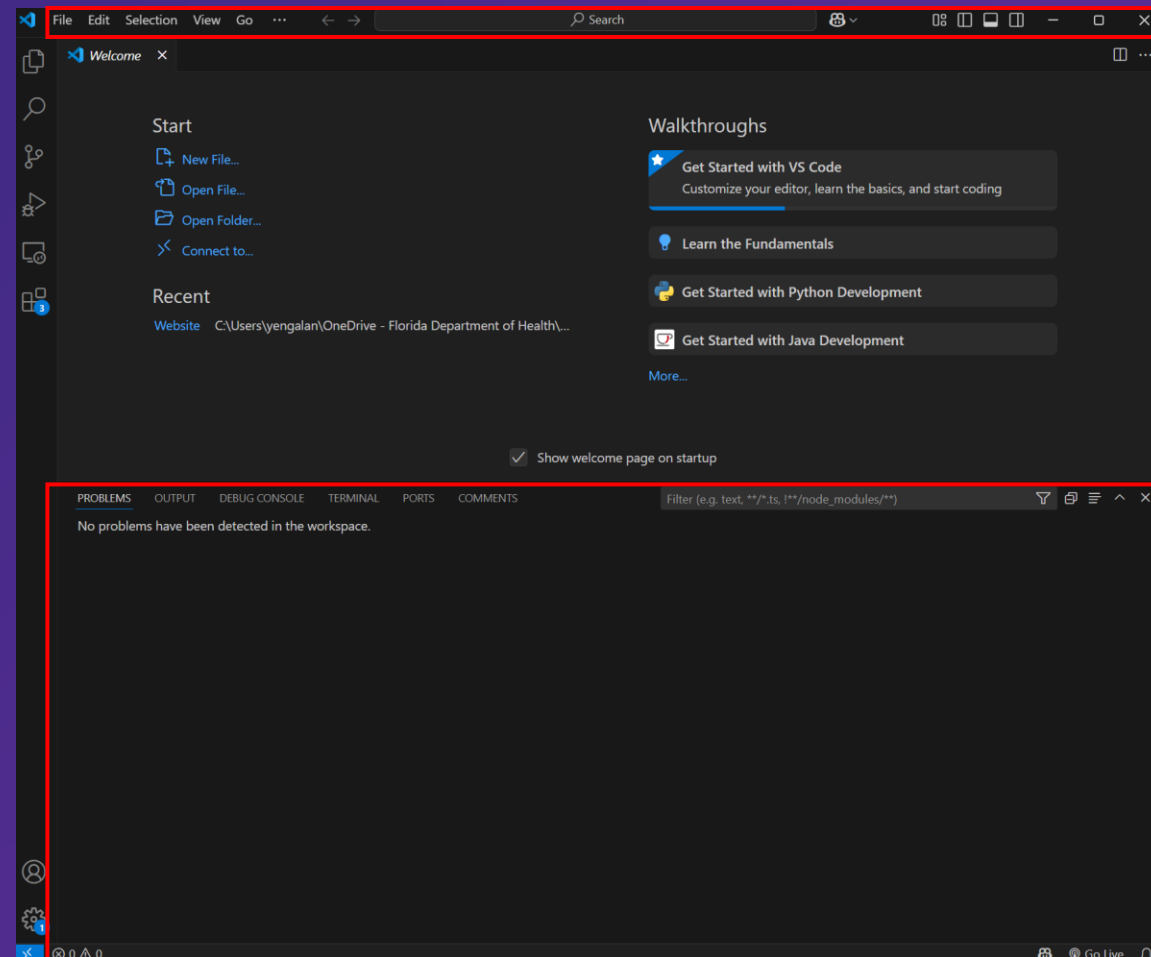 File Edit Selection View Go ··· Search
Welcome
Start
New File...
Open File...
Open Folder...
Connect to...
Recent
Website C:\Users\yengalan\OneDrive - Florida Department of Health\...
Walkthroughs
Get Started with VS Code
Customize your editor, learn the basics, and start coding
Learn the Fundamentals
Get Started with Python Development
Get Started with Java Development
More...
Show welcome page on startup
PROBLEMS OUTPUT DEBUG CONSOLE TERMINAL PORTS COMMENTS Filter (e.g. text, **/*.ts, !**/node_modules/**)
No problems have been detected in the workspace.
3
1
0 0 Go Live